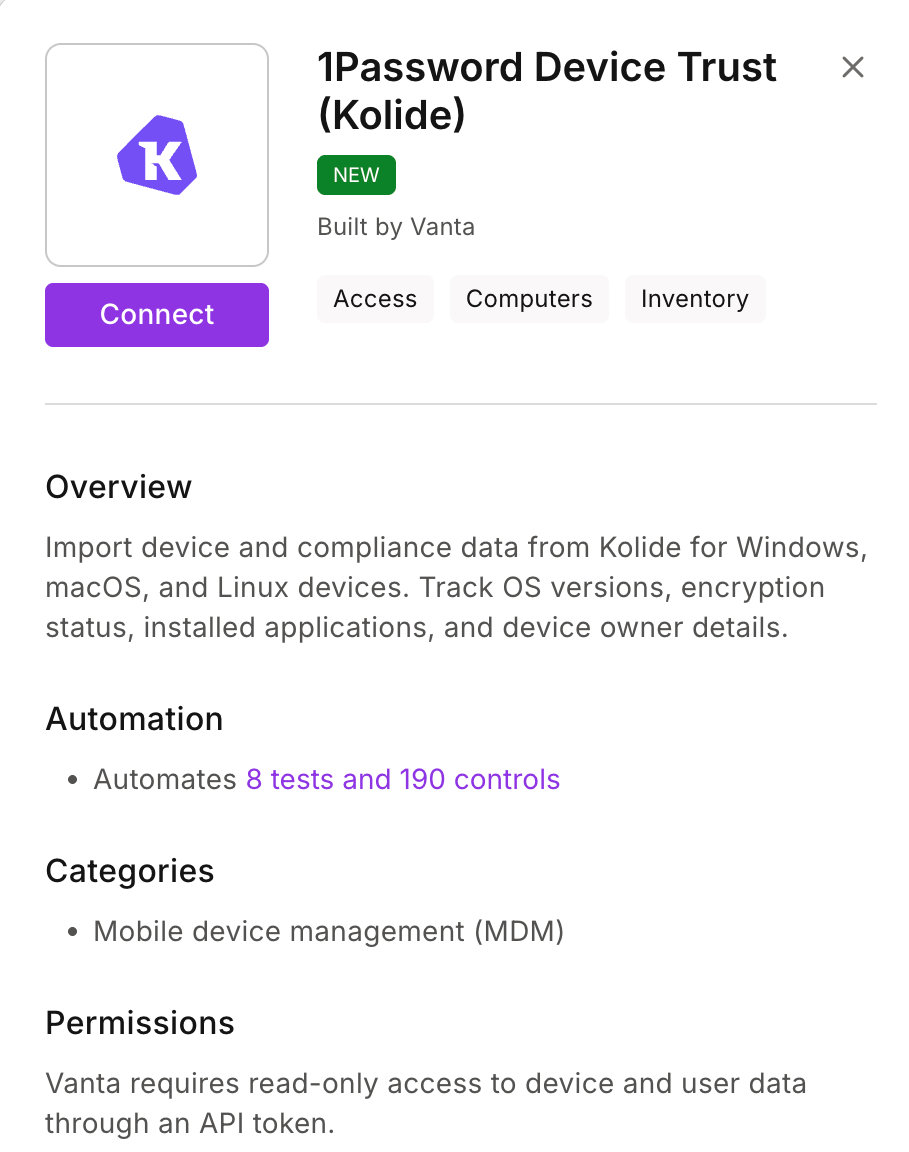 1Password Device Trust
(Kolide)
K
NEW
Built by Vanta
Connect
Access
Computers
Inventory
Overview
Import device and compliance data from Kolide for Windows,
macOS, and Linux devices. Track OS versions, encryption
status, installed applications, and device owner details.
Automation
• Automates 8 tests and 190 controls
Categories
• Mobile device management (MDM)
Permissions
Vanta requires read-only access to device and user data
through an API token.